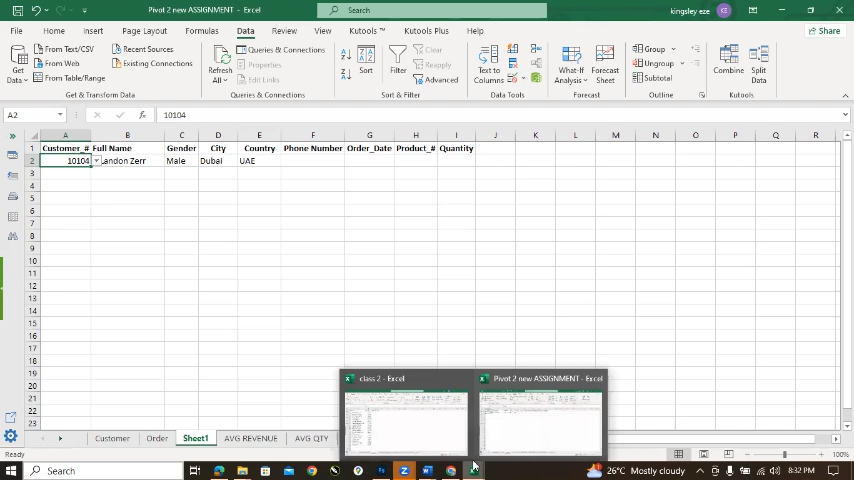 Pivot 2 new ASSIGNMENT - Excel
Search
kingsley eze
KE
File Home Insert Page Layout Formulas Data Review View Kutools ™ Kutools Plus Help
Share
Get Data
From Text/CSV
From Web
From Table/Range
Recent Sources
Existing Connections
Get & Transform Data
Refresh All
Queries & Connections
Properties
Edit Links
Queries & Connections
Sort
Filter
Clear
Reapply
Advanced
Sort & Filter
Text to Columns
Data Tools
What-If Analysis
Forecast Sheet
Forecast
Group
Ungroup
Subtotal
Outline
Combine
Split Data
Kutools
A2
fx
10104
A B C D E F G H I J K L M N O P Q R
1 Customer_# Full Name Gender City Country Phone Number Order_Date Product_# Quantity
2 10104 Landon Zerr Male Dubai UAE
3
4
5
6
7
8
9
10
11
12
13
14
15
16
17
18
19
20
21
22
23
class 2 - Excel
Pivot 2 new ASSIGNMENT - Excel
Customer Order Sheet1 AVG REVENUE AVG QTY
Ready
100%
Search
26°C Mostly cloudy
8:32 PM